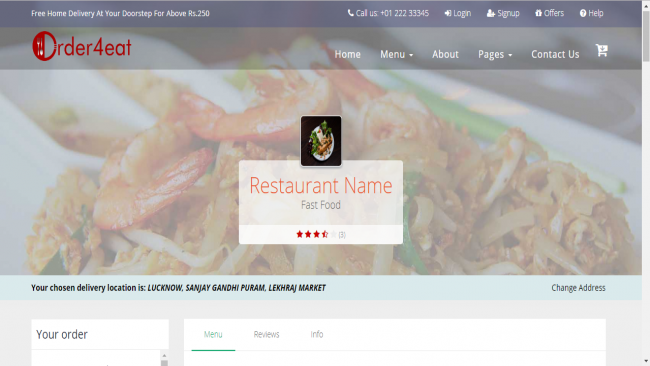 Free Home Delivery At Your Doorstep For Above Rs.250
Call us: +01 222 33345 Login Signup Offers Help
Order4eat
Home Menu About Pages Contact Us
Restaurant Name
Fast Food
(3)
Your chosen delivery location is: LUCKNOW, SANJAY GANDHI PURAM, LEKHRAJ MARKET Change Address
Your order
Menu Reviews Info